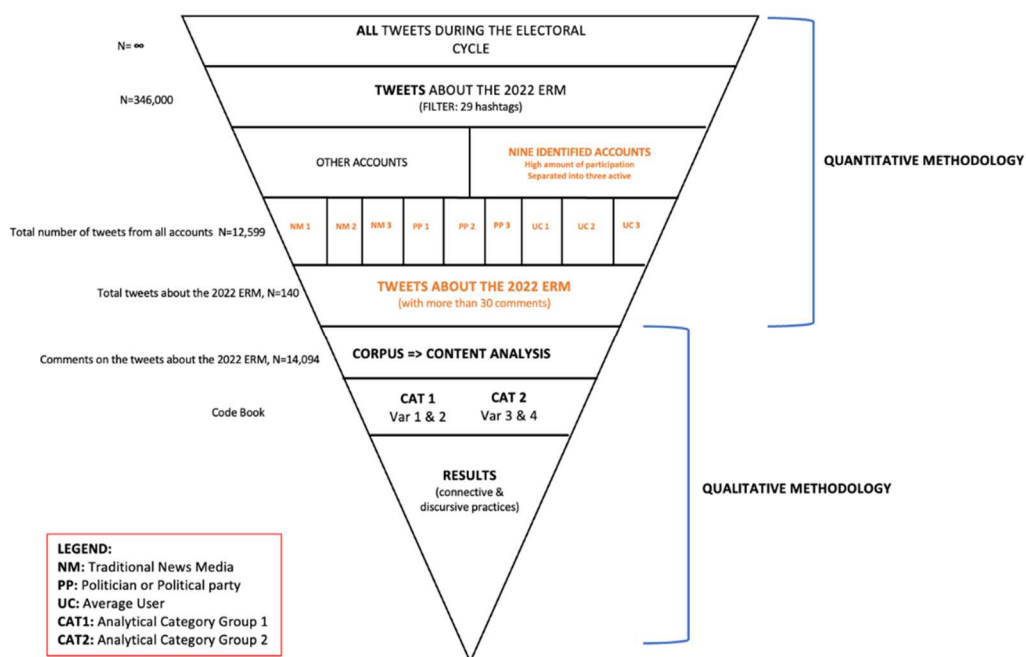 ALL TWEETS DURING THE ELECTORAL
CYCLE
N= ∞
TWEETS ABOUT THE 2022 ERM
(FILTER: 29 hashtags)
N=346,000
OTHER ACCOUNTS
NINE IDENTIFIED ACCOUNTS
High amount of participation
Separated into three active
QUANTITATIVE METHODOLOGY
Total number of tweets from all accounts N=12,599
NM 1
NM 2
NM 3
PP 1
PP 2
PP 3
UC 1
UC 2
UC 3
Total tweets about the 2022 ERM, N=140
TWEETS ABOUT THE 2022 ERM
(with more than 30 comments)
Comments on the tweets about the 2022 ERM, N=14,094
CORPUS => CONTENT ANALYSIS
Code Book
CAT 1
Var 1 & 2
CAT 2
Var 3 & 4
RESULTS
(connective &
discursive practices)
QUALITATIVE METHODOLOGY
LEGEND:
NM: Traditional News Media
PP: Politician or Political party
UC: Average User
CAT1: Analytical Category Group 1
CAT2: Analytical Category Group 2